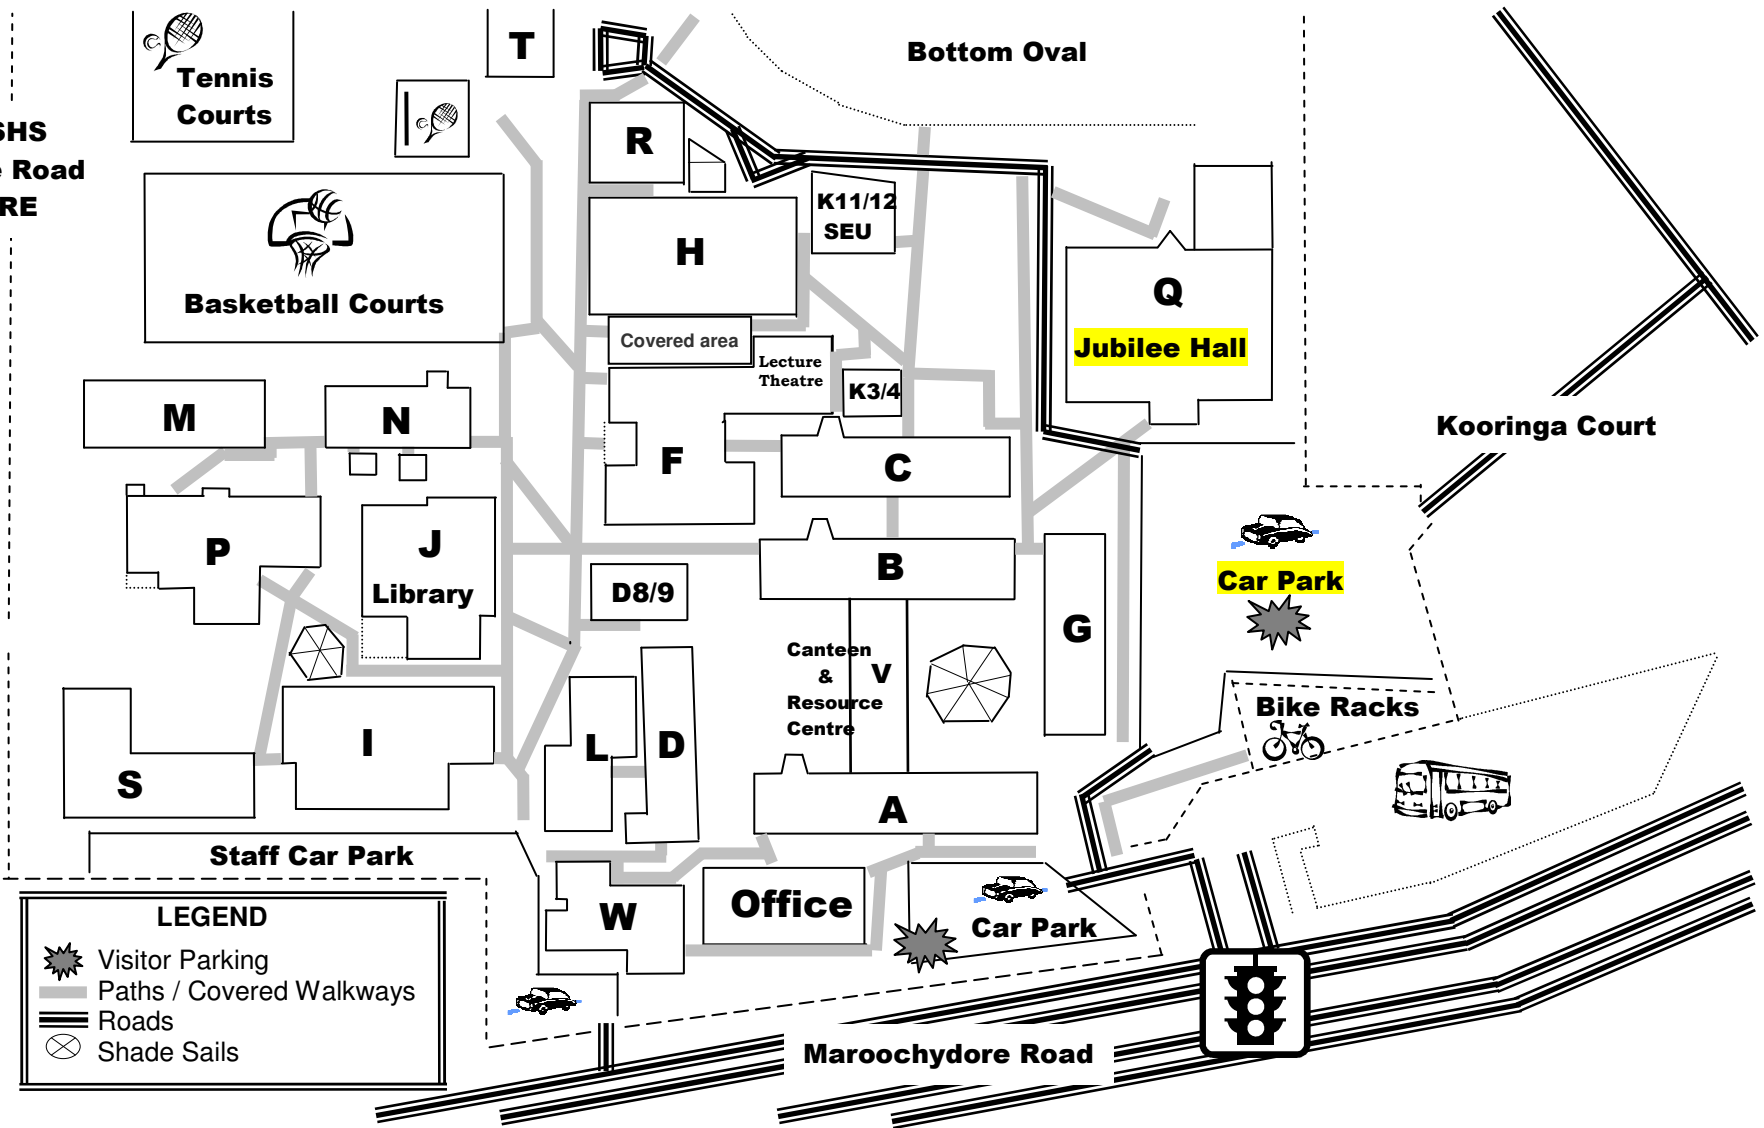 T
Bottom Oval
Tennis
Courts
SHS
Road
RE
R
K11/12
SEU
H
Basketball Courts
Q
Jubilee Hall
Covered area
Lecture
Theatre
K3/4
M
N
Kooringa Court
F
C
P
J
Library
B
D8/9
Car Park
G
Canteen
&
Resource
Centre
V
Bike Racks
I
L
D
S
A
Staff Car Park
W
Office
Car Park
LEGEND
Visitor Parking
Paths / Covered Walkways
Roads
Shade Sails
Maroochydore Road